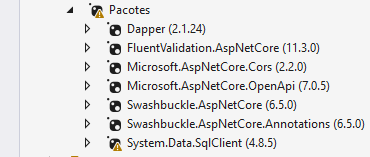 Pacotes
Dapper (2.1.24)
FluentValidation.AspNetCore (11.3.0)
Microsoft.AspNetCore.Cors (2.2.0)
Microsoft.AspNetCore.OpenApi (7.0.5)
Swashbuckle.AspNetCore (6.5.0)
Swashbuckle.AspNetCore.Annotations (6.5.0)
System.Data.SqlClient (4.8.5)